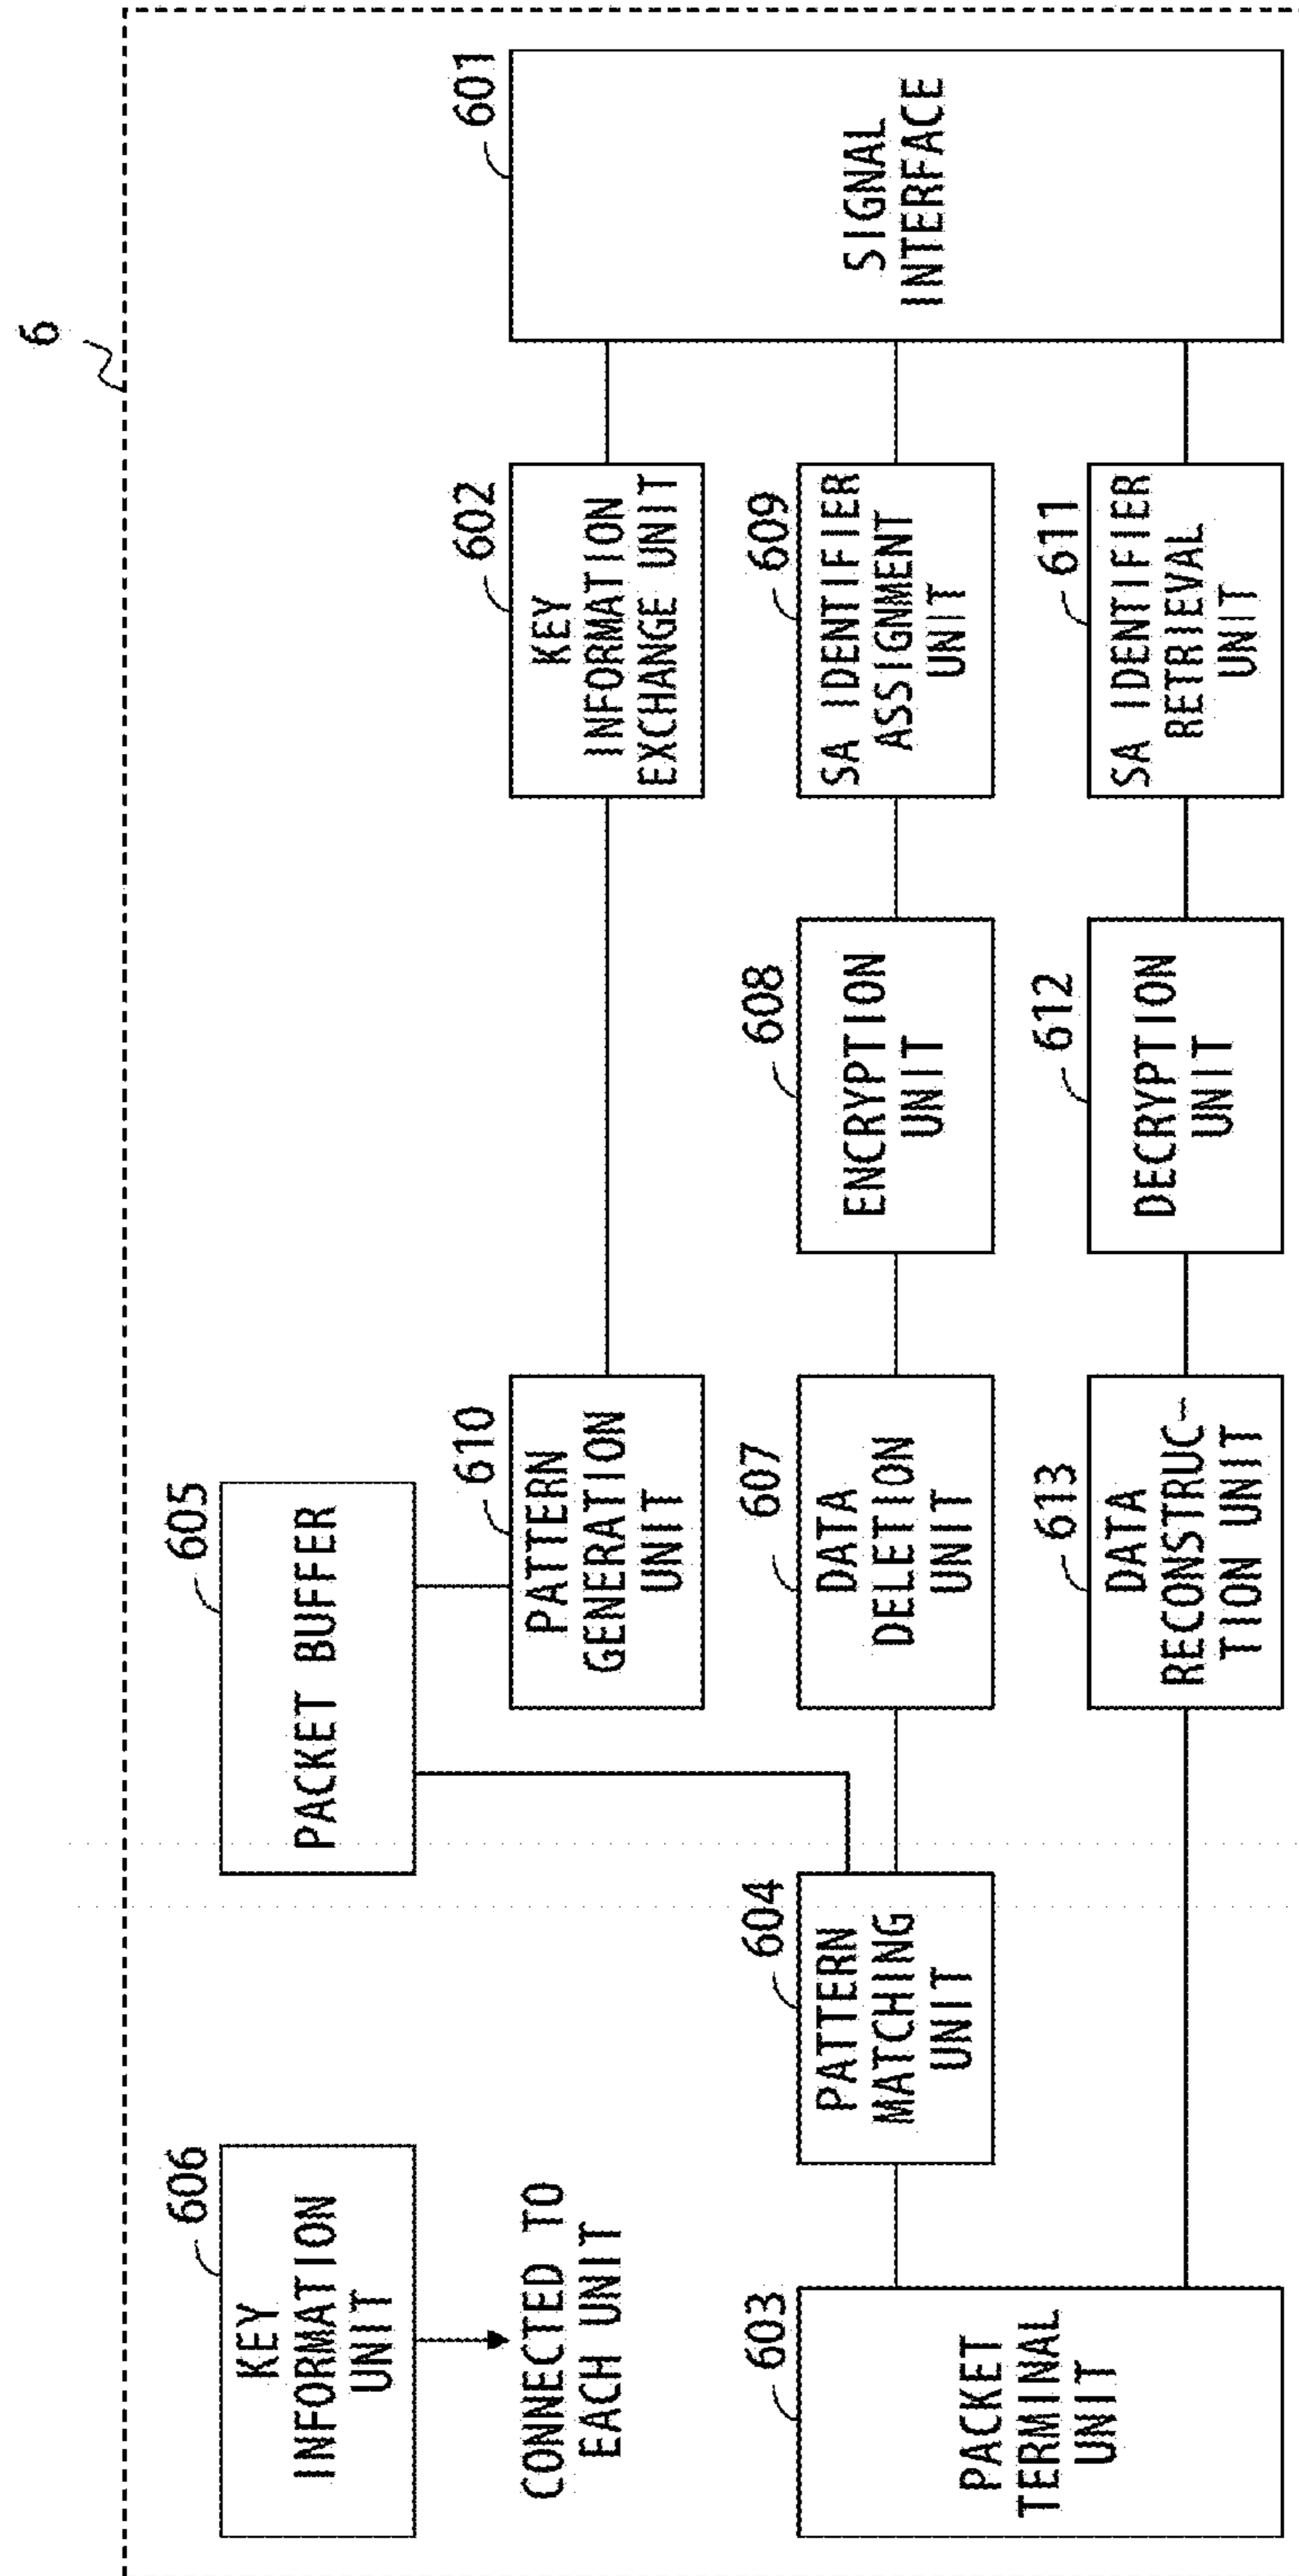 6
606
KEY
INFORMATION
UNIT
CONNECTED TO
EACH UNIT
605
PACKET BUFFER
610
PATTERN
GENERATION
UNIT
602
KEY
INFORMATION
EXCHANGE UNIT
601
SIGNAL
INTERFACE
603
PACKET
TERMINAL
UNIT
604
PATTERN
MATCHING
UNIT
607
DATA
DELETION
UNIT
608
ENCRYPTION
UNIT
609
SA IDENTIFIER
ASSIGNMENT
UNIT
613
DATA
RECONSTRUC-
TION UNIT
612
DECRYPTION
UNIT
611
SA IDENTIFIER
RETRIEVAL
UNIT